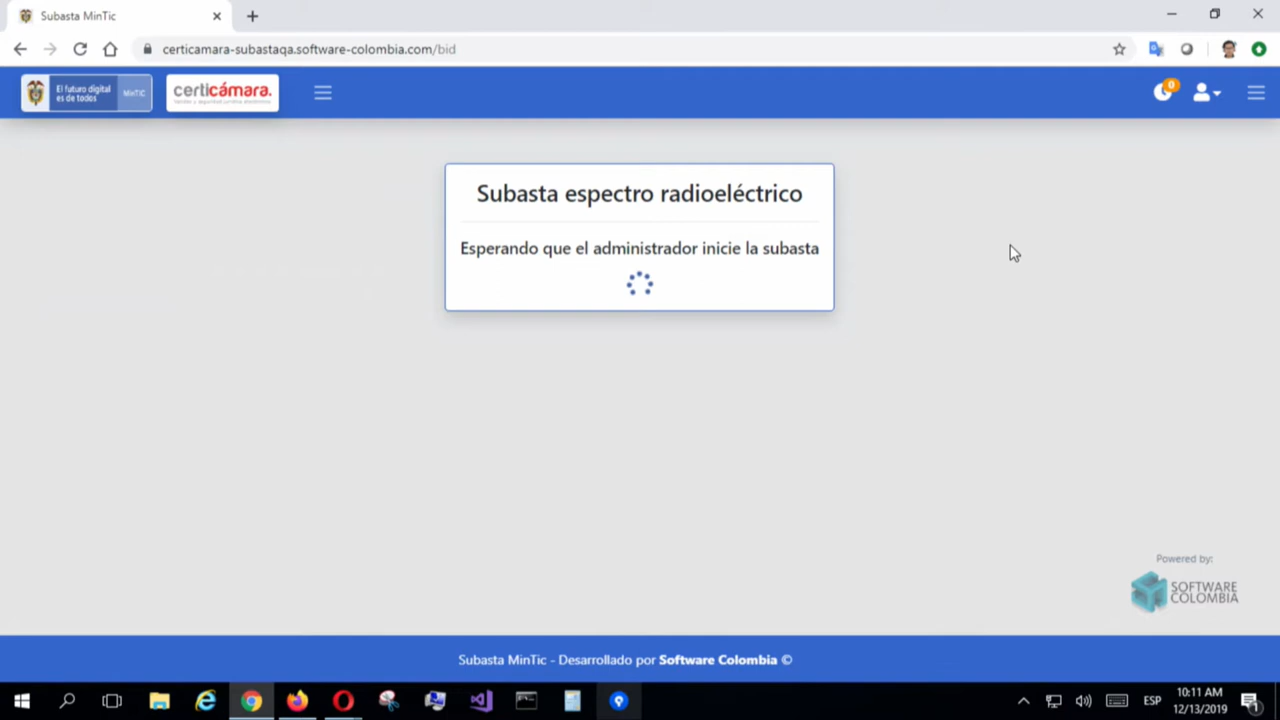 Subasta MinTic
certicamara-subastaqa.software-colombia.com/bid
El futuro digital
es de todos
MinTIC
certicámara.
0
Subasta espectro radioeléctrico
Esperando que el administrador inicie la subasta
Powered by:
SOFTWARE
COLOMBIA
Subasta MinTic - Desarrollado por Software Colombia ©
ESP
10:11 AM
12/13/2019
1